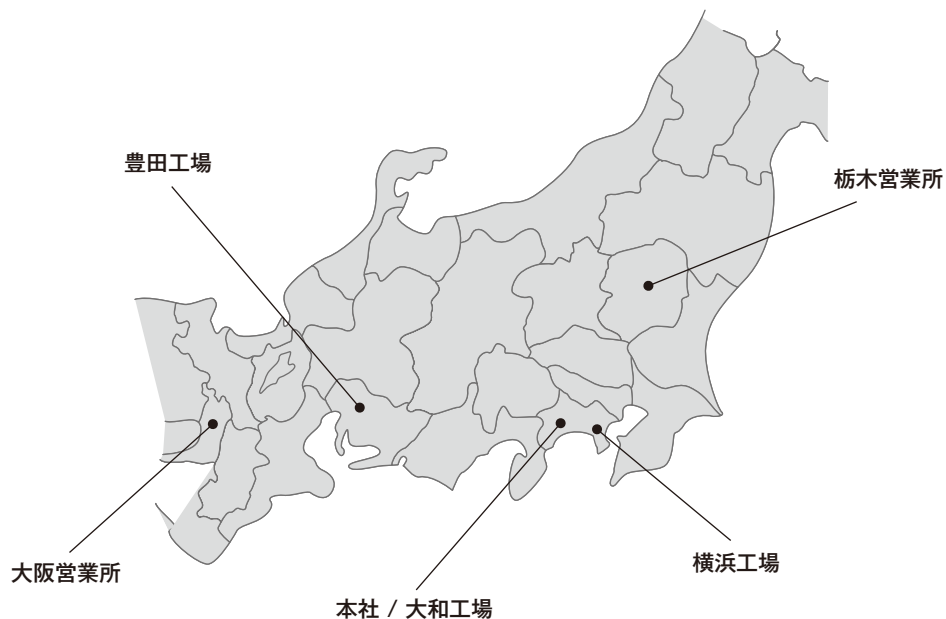 豊田工場
栃木営業所
横浜工場
大阪営業所
本社 / 大和工場